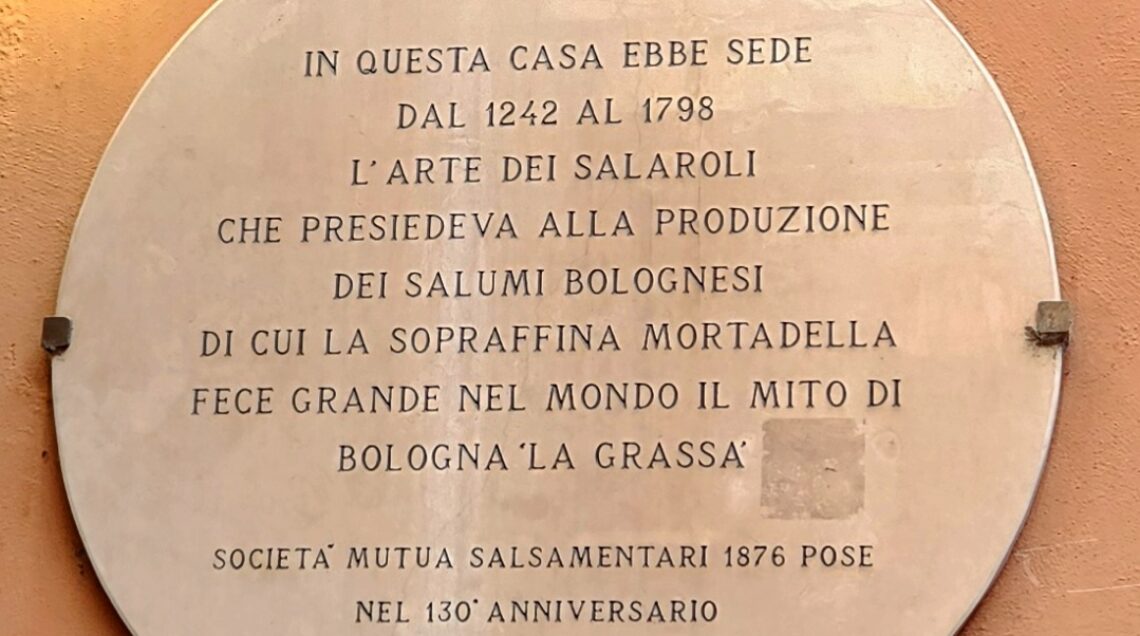 IN QUESTA CASA EBBE SEDE
DAL 1242 AL 1798
L'ARTE DEI SALAROLI
CHE PRESIEDEVA ALLA PRODUZIONE
DEI SALUMI BOLOGNESI
DI CUI LA SOPRAFFINA MORTADELLA
FECE GRANDE NEL MONDO IL MITO DI
BOLOGNA 'LA GRASSA'
SOCIETA' MUTUA SALSAMENTARI 1876 POSE
NEL 130° ANNIVERSARIO